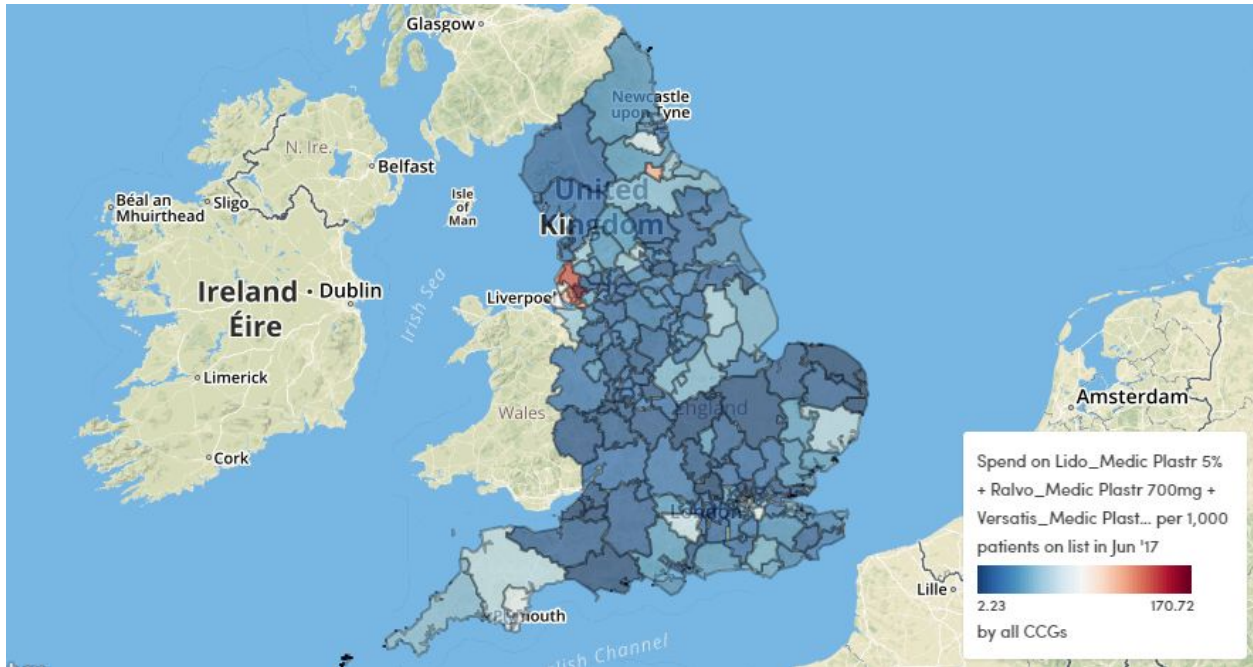 Glasgow
Newcastle
upon Tyne
N. Ire.
Belfast
Isle
of
Man
United
Kingdom
Béal an
Mhuirthead
Sligo
Ireland
Éire
Dublin
Irish Sea
Liverpool
Limerick
Wales
England
Amsterdam
Cork
London
Plymouth
Lille
English Channel
Spend on Lido_Medic Plastr 5%
+ Ralvo_Medic Plastr 700mg +
Versatis_Medic Plast... per 1,000
patients on list in Jun '17
2.23
170.72
by all CCGs